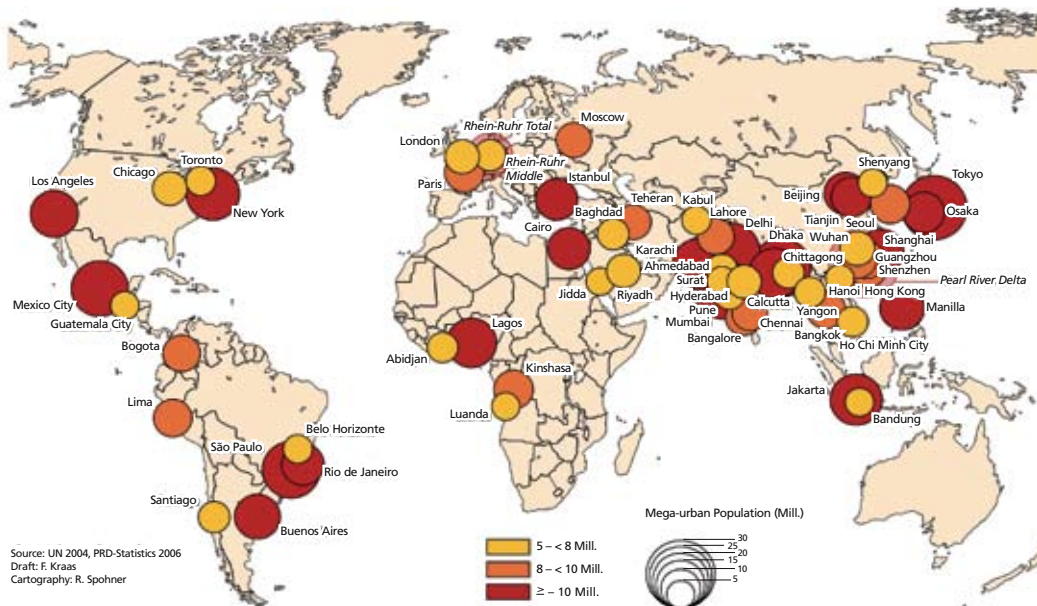 Rhein-Ruhr Total
Moscow
London
Toronto
Chicago
Rhein-Ruhr
Middle
Shenyang
Los Angeles
Paris
Istanbul
Teheran
Kabul
Tokyo
Baghdad
Lahore
Beijing
New York
Delhi
Cairo
Dhaka
Tianjin
Seoul
Osaka
Karachi
Wuhan
Shanghai
Ahmedabad
Chittagong
Guangzhou
Surat
Shenzhen
Pearl River Delta
Jidda
Riyadh
Hyderabad
Hanoi
Hong Kong
Mexico City
Calcutta
Manilla
Guatemala City
Pune
Yangon
Lagos
Mumbai
Chennai
Bangkok
Bogota
Bangalore
Ho Chi Minh City
Abidjan
Kinshasa
Jakarta
Lima
Luanda
Bandung
Belo Horizonte
São Paulo
Rio de Janeiro
Santiago
Mega-urban Population (Mill.)
Buenos Aires
30
25
20
15
10
5
5 – < 8 Mill.
8 – < 10 Mill.
≥ – 10 Mill.
Source: UN 2004, PRD-Statistics 2006
Draft: F. Kraas
Cartography: R. Spohner